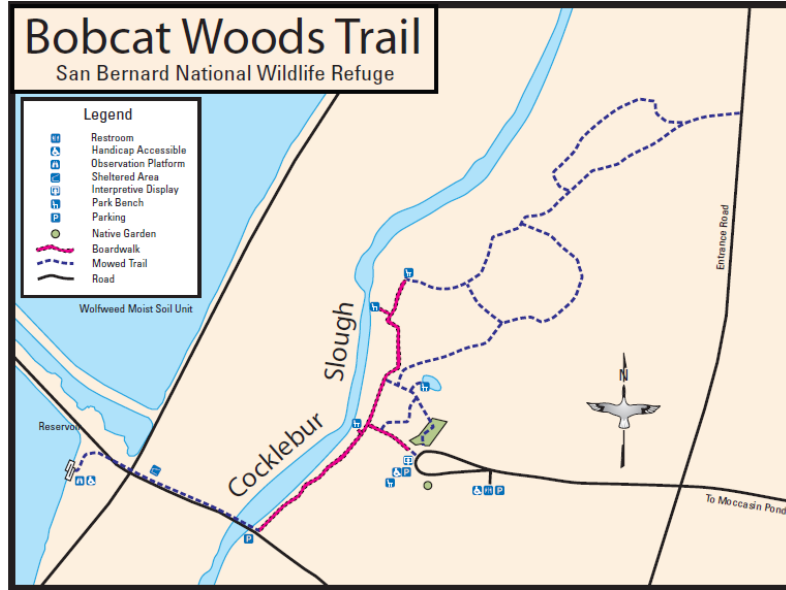 Bobcat Woods Trail
San Bernard National Wildlife Refuge
Legend
Restroom
Handicap Accessible
Observation Platform
Sheltered Area
Interpretive Display
Park Bench
Parking
Native Garden
Boardwalk
Mowed Trail
Road
Wolfweed Moist Soil Unit
Entrance Road
Slough
N
Reservoir
Cocklebur
To Moccasin Pond
P
P
P
P